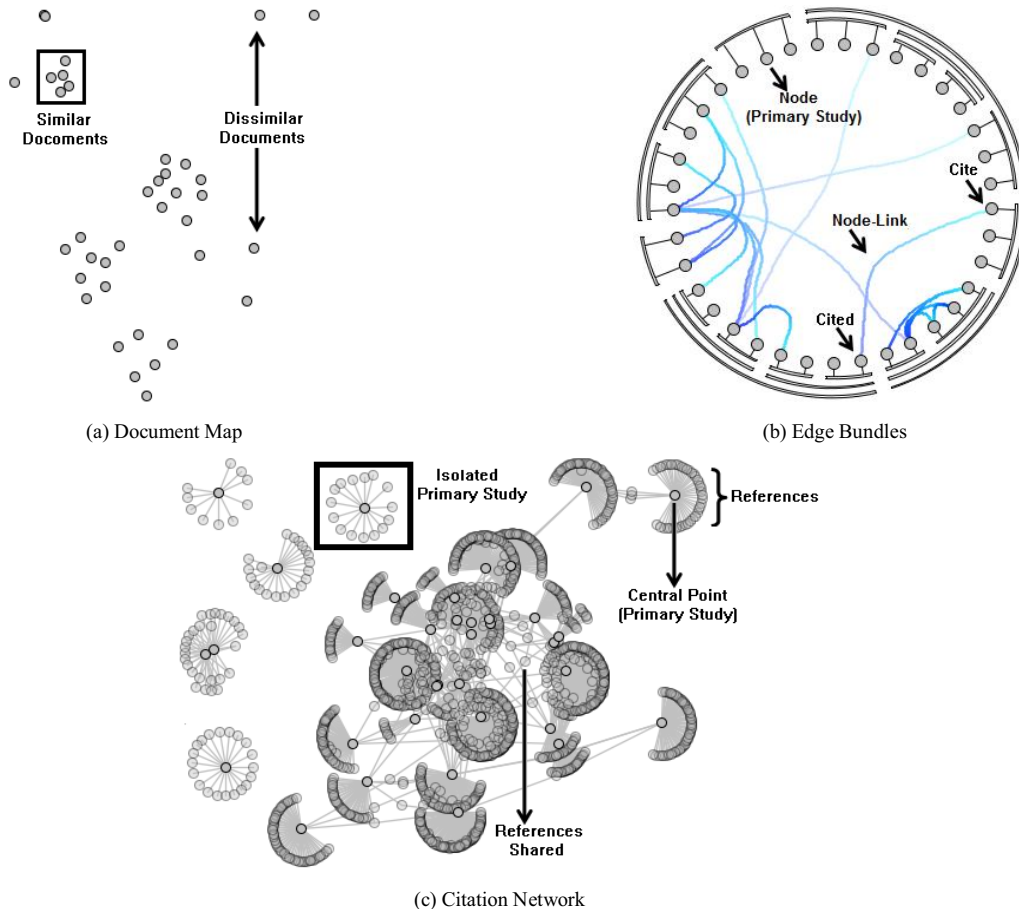 Similar
Docoments
Dissimilar
Documents
(a) Document Map
Node
(Primary Study)
Cite
Node-Link
Cited
(b) Edge Bundles
Isolated
Primary Study
References
Central Point
(Primary Study)
References
Shared
(c) Citation Network